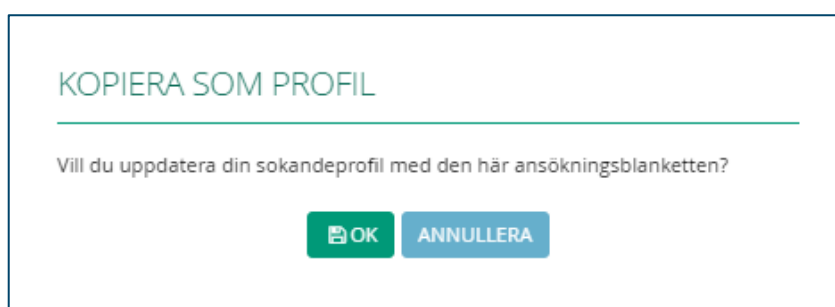 KOPIERA SOM PROFIL
Vill du uppdatera din sokandeprofil med den här ansökningsblanketten?
OK ANNULLERA